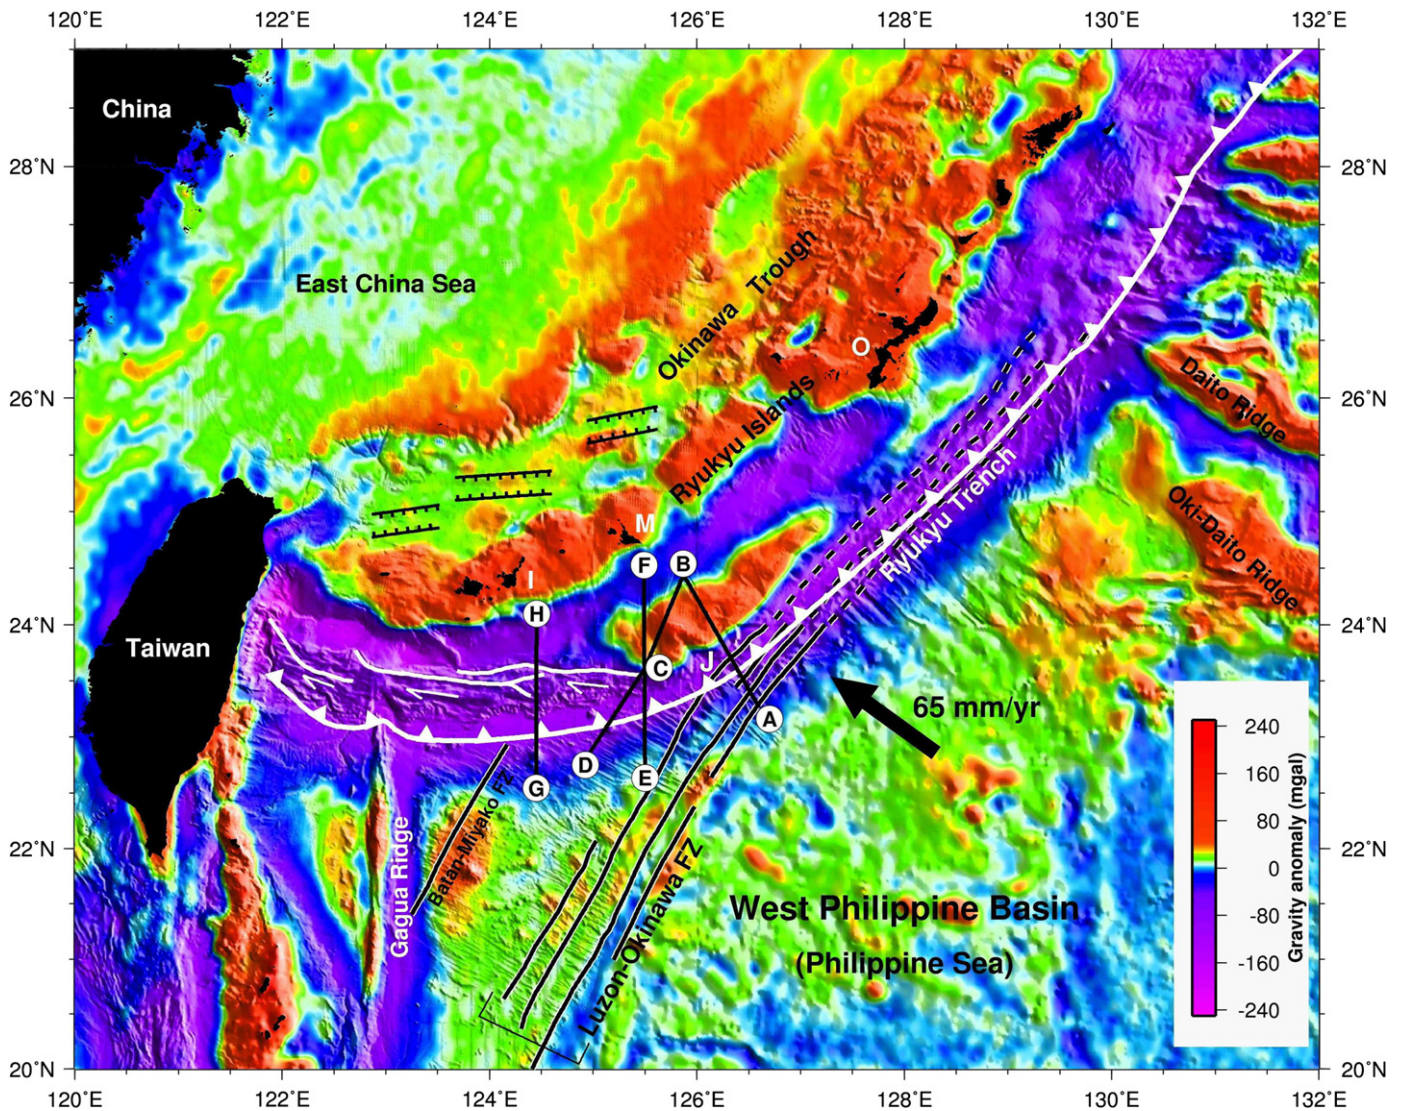 120˚E 122˚E 124˚E 126˚E 128˚E 130˚E 132˚E
China
28˚N 28˚N
East China Sea
Okinawa Trough
O
26˚N 26˚N
Daito Ridge
Ryukyu Islands
Ryukyu Trench
Oki-Daito Ridge
M
F B
I
H
24˚N 24˚N
Taiwan
J
C
65 mm/yr
A
D
E
G
240
160
80
0
-80
-160
-240
Gravity anomaly (mgal)
Batan-Miyako FZ
Gagua Ridge
22˚N 22˚N
Luzon-Okinawa FZ
West Philippine Basin
(Philippine Sea)
20˚N 20˚N
120˚E 122˚E 124˚E 126˚E 128˚E 130˚E 132˚E